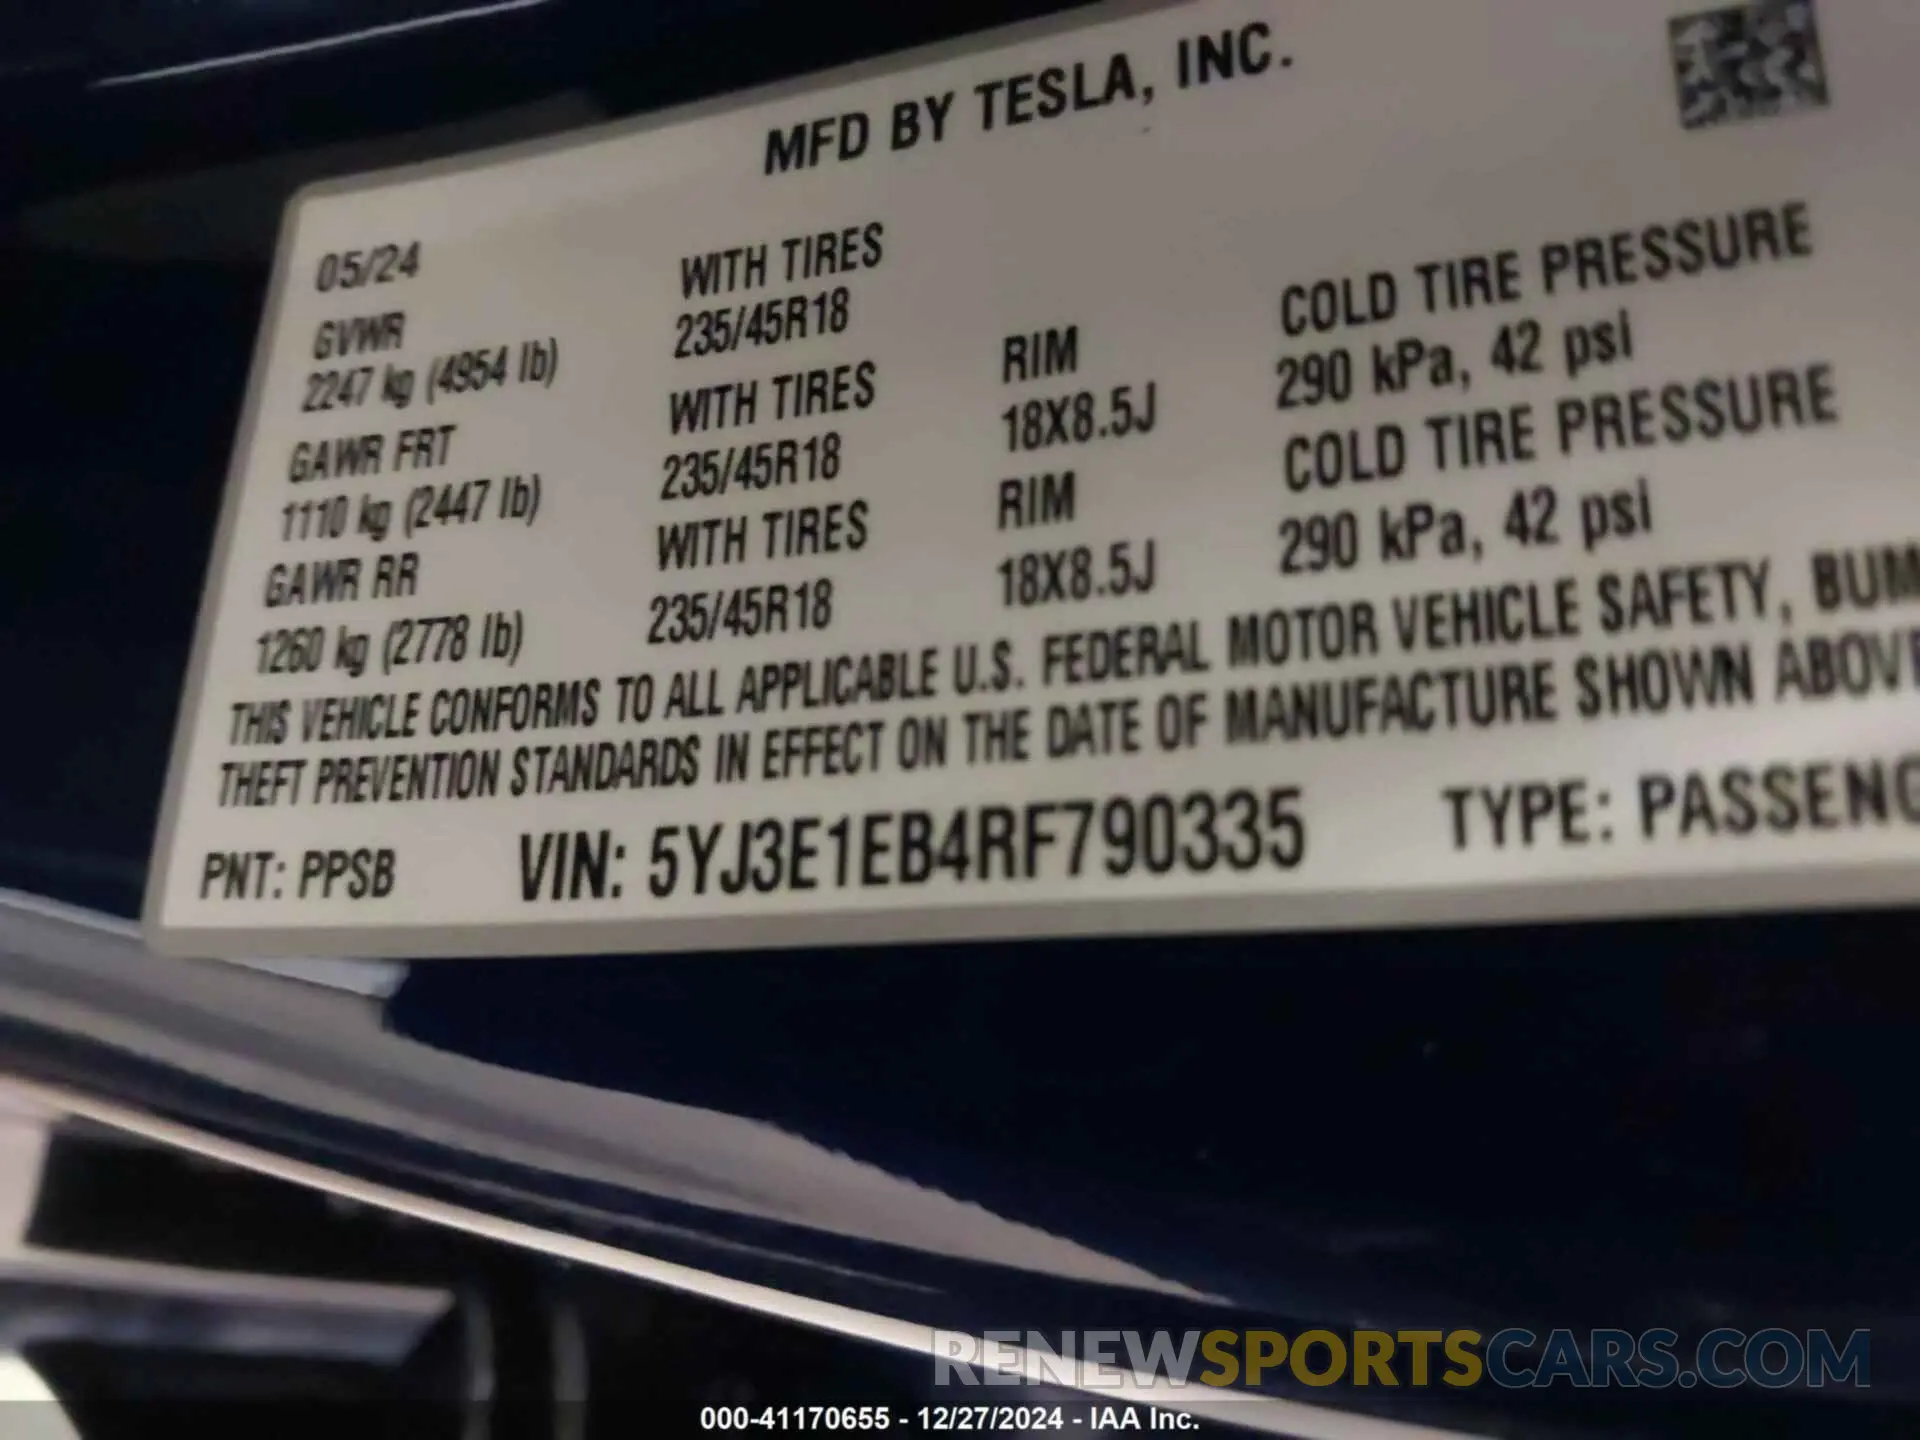 MFD BY TESLA, INC.
05/24
GVWR
2247 kg (4954 lb)
GAWR FRT
1110 kg (2447 lb)
GAWR RR
1260 kg (2778 lb)
WITH TIRES
235/45R18
WITH TIRES
235/45R18
WITH TIRES
235/45R18
RIM
18X8.5J
RIM
18X8.5J
COLD TIRE PRESSURE
290 kPa, 42 psi
COLD TIRE PRESSURE
290 kPa, 42 psi
THIS VEHICLE CONFORMS TO ALL APPLICABLE U.S. FEDERAL MOTOR VEHICLE SAFETY, BUM
THEFT PREVENTION STANDARDS IN EFFECT ON THE DATE OF MANUFACTURE SHOWN ABOVE
PNT: PPSB VIN: 5YJ3E1EB4RF790335 TYPE: PASSENG
RENEWSPORTSCARS.COM
000-41170655 - 12/27/2024 - IAA Inc.